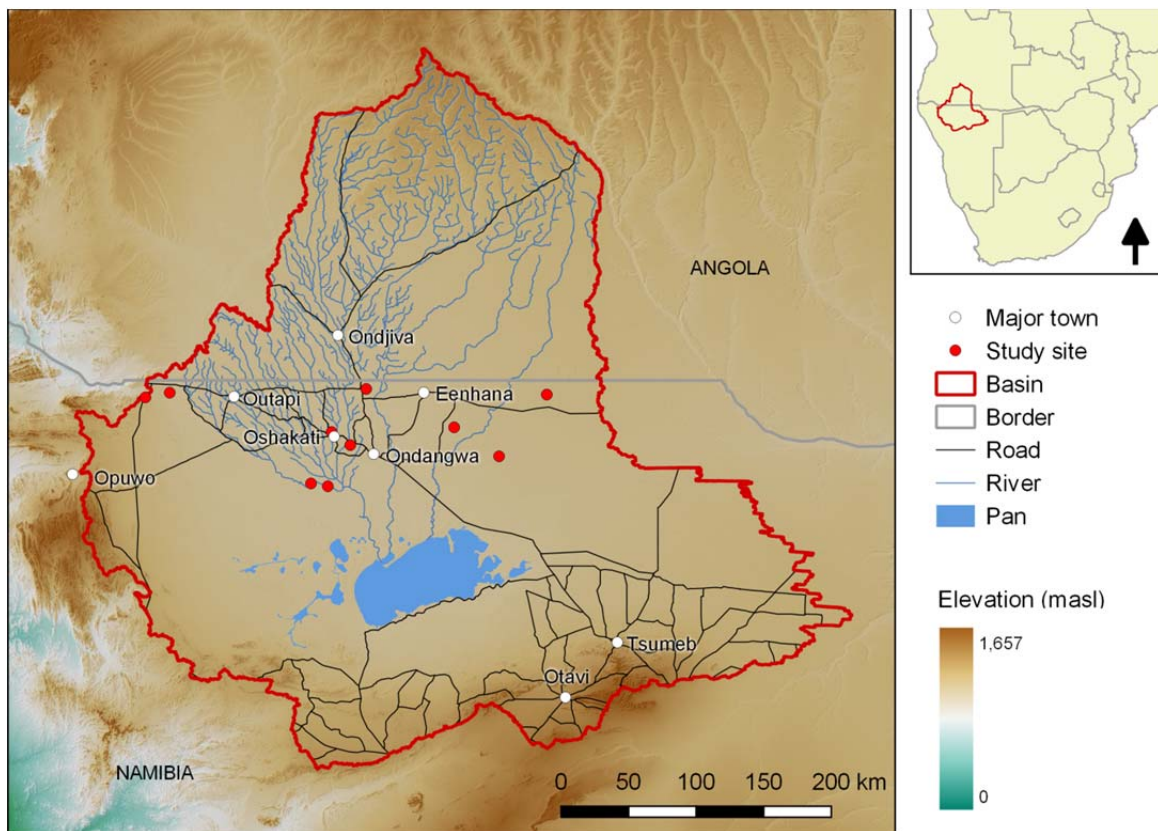 ANGOLA
Ondjiva
Outapi
Eenhana
Oshakati
Ondangwa
Opuwo
Tsumeb
Otavi
NAMIBIA
0 50 100 150 200 km
Major town
Study site
Basin
Border
Road
River
Pan
Elevation (masl)
1,657
0